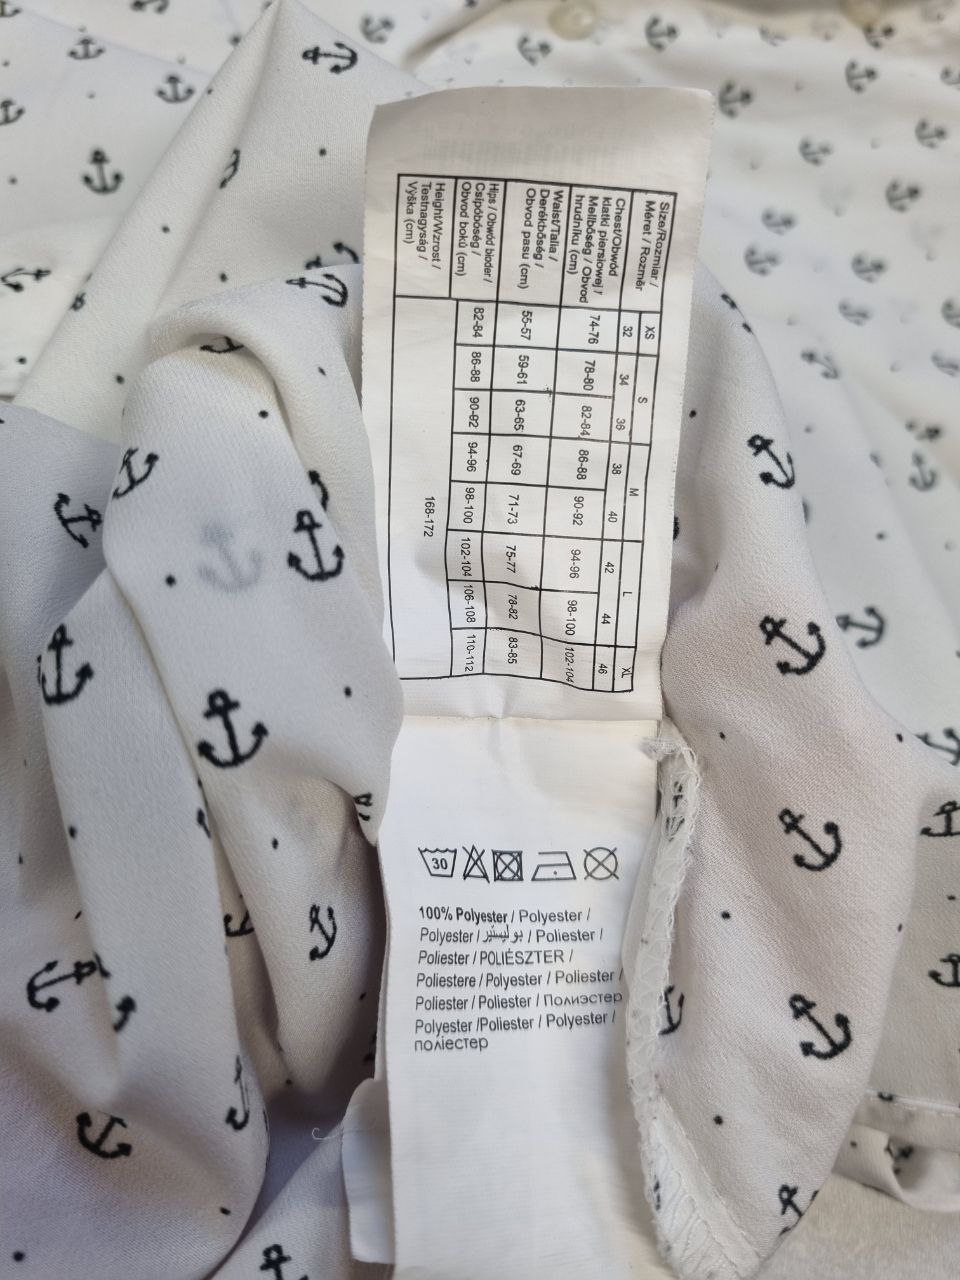 Size/Rozmiar /
Méret / Rozměr
XS S M L XL
32 34 36 38 40 42 44 46
Chest/Obwód
klatki piersiowej /
Mellbőség / Obvod
hrudníku (cm)
74-76 78-80 82-84 86-88 90-92 94-96 98-100 102-104
Waist/Talia /
Derékbőség /
Obvod pasu (cm)
55-57 59-61 63-65 67-69 71-73 75-77 78-82 83-85
Hips / Obwód bioder /
Csípőbőség /
Obvod boků (cm)
82-84 86-88 90-92 94-96 98-100 102-104 106-108 110-112
Height/Wzrost /
Testnagyság /
Výška (cm)
168-172
30
100% Polyester / Polyester /
Polyester / بوليستر / Poliester /
Poliester / POLIÉSZTER /
Poliestere / Polyester / Poliester /
Poliester / Poliester / Полиэстер
Polyester /Poliester / Polyester /
поліестер